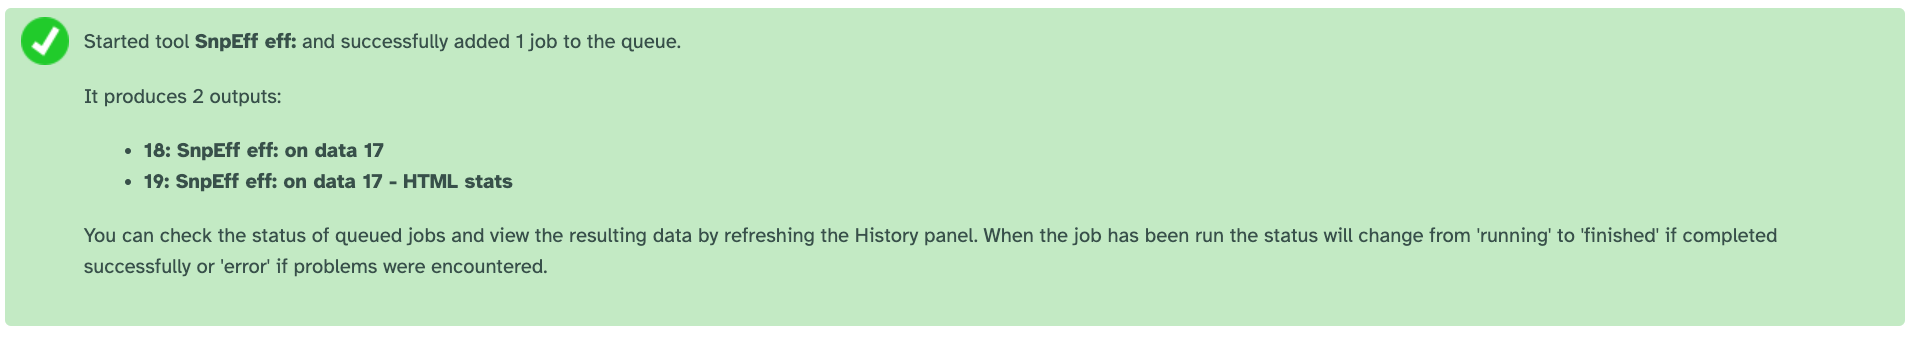 Started tool SnpEff eff: and successfully added 1 job to the queue.
It produces 2 outputs:
• 18: SnpEff eff: on data 17
• 19: SnpEff eff: on data 17 - HTML stats
You can check the status of queued jobs and view the resulting data by refreshing the History panel. When the job has been run the status will change from 'running' to 'finished' if completed
successfully or 'error' if problems were encountered.